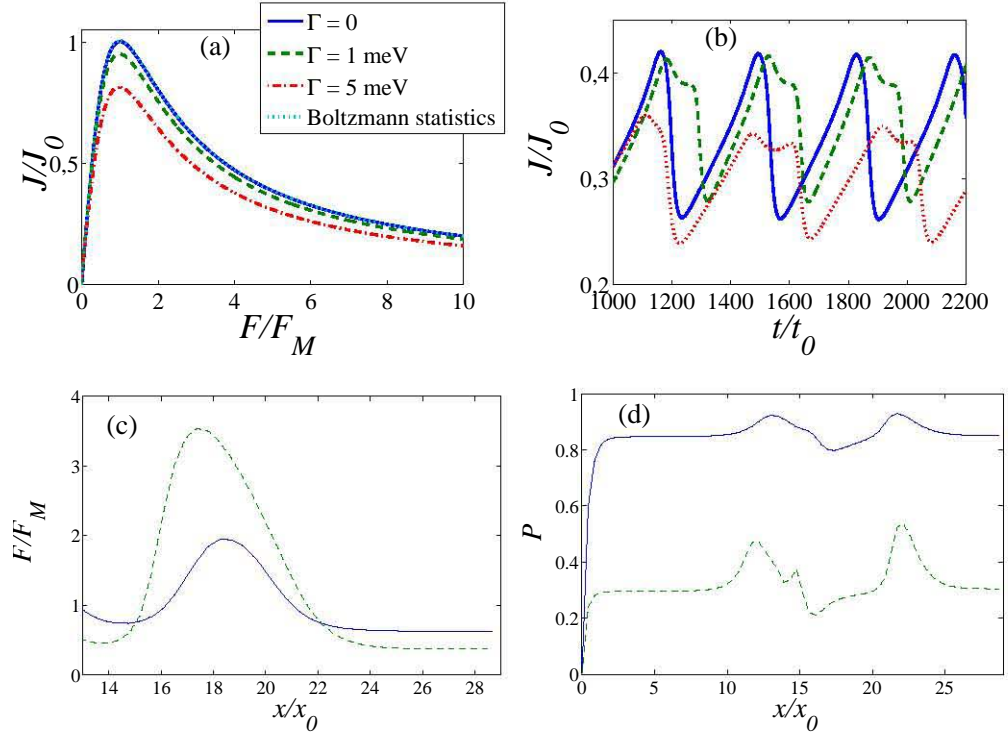 (a)
Γ = 0
Γ = 1 meV
Γ = 5 meV
Boltzmann statistics
1
0,5
0
J/J0
0 2 4 6 8 10
F/FM
(b)
0,4
0.3
0.2
J/J0
1000 1200 1400 1600 1800 2000 2200
t/t0
(c)
4
3
2
1
0
F/FM
14 16 18 20 22 24 26 28
x/x0
(d)
1
0.8
0.6
0.4
0.2
0
P
0 5 10 15 20 25
x/x0